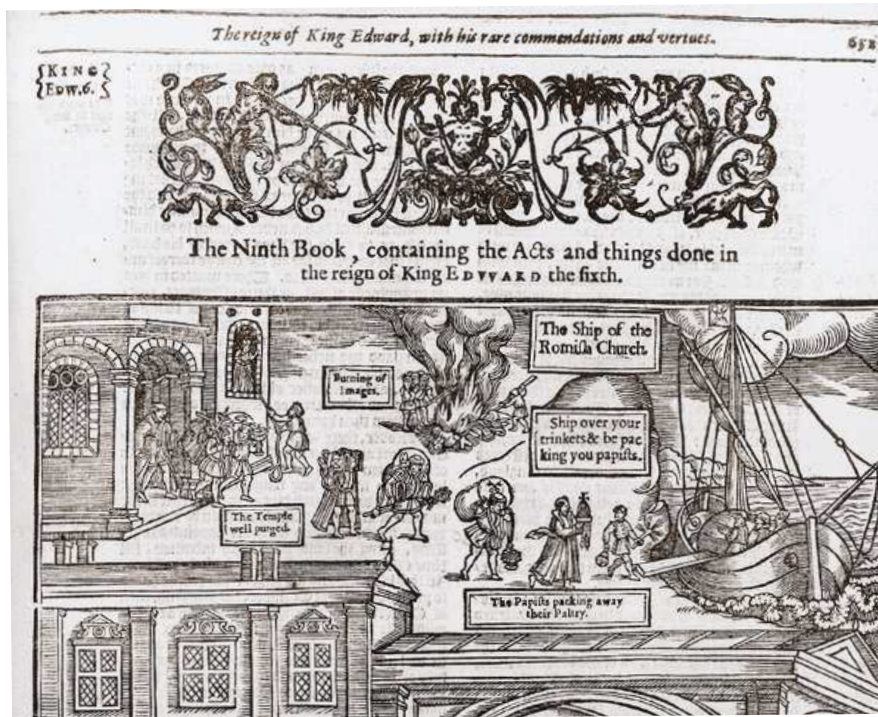 The reign of King Edward, with his rare commendations and vertues.
KING
EDW. 6.
The Ninth Book, containing the Acts and things done in
the reign of King EDVVARD the sixth.
The Ship of the
Romish Church.
Burning of
Images.
Ship over your
trinkets & be pac
king you papists.
The Temple
well purged.
The Papists packing away
their Paltry.